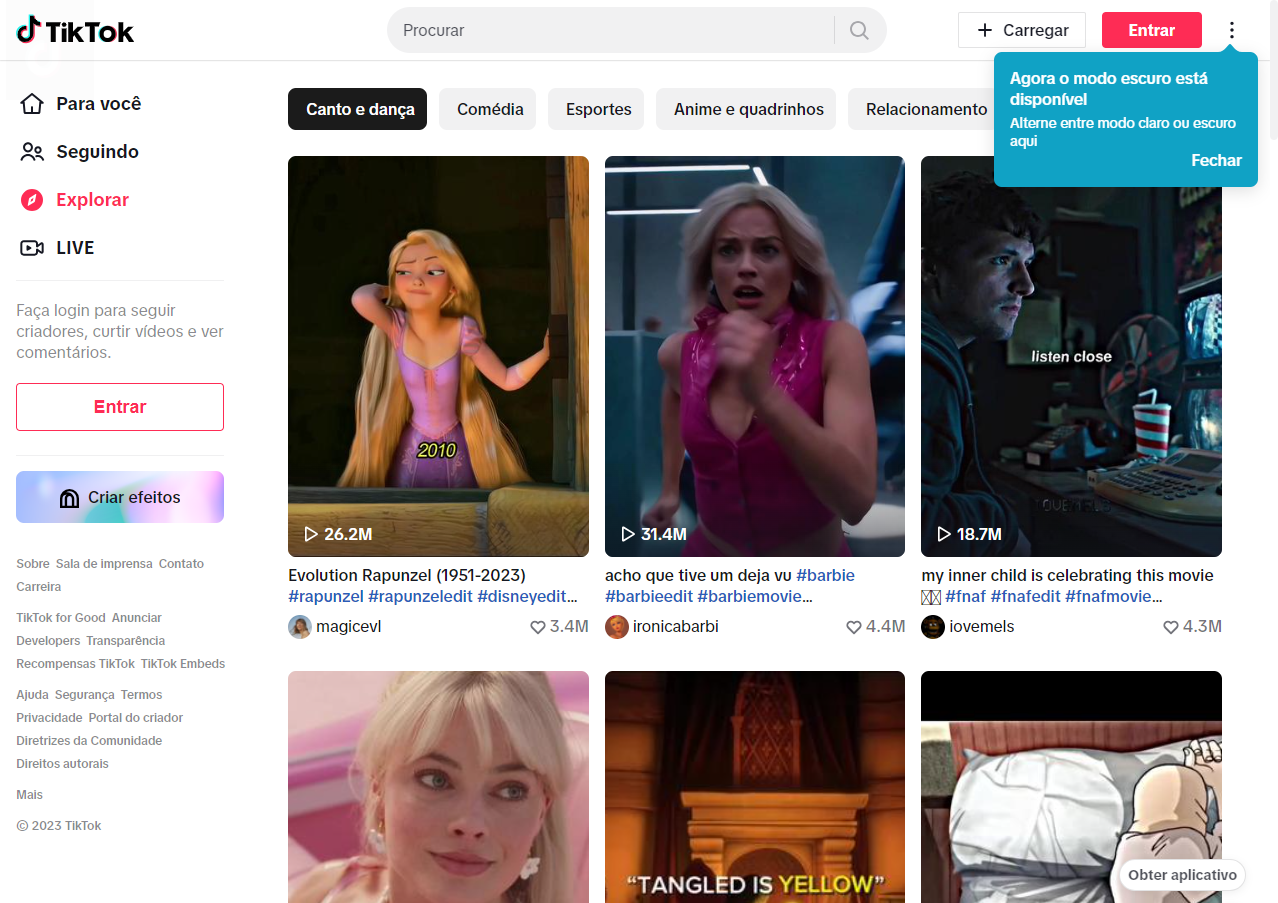 TikTok
Procurar
Carregar
Entrar
Agora o modo escuro está
disponível
Alterne entre modo claro ou escuro
aqui
Fechar
Para você
Seguindo
Explorar
LIVE
Faça login para seguir
criadores, curtir vídeos e ver
comentários.
Entrar
Criar efeitos
Sobre Sala de imprensa Contato
Carreira
TikTok for Good Anunciar
Developers Transparência
Recompensas TikTok TikTok Embeds
Ajuda Segurança Termos
Privacidade Portal do criador
Diretrizes da Comunidade
Direitos autorais
Mais
© 2023 TikTok
Canto e dança
Comédia
Esportes
Anime e quadrinhos
Relacionamento
2010
26.2M
Evolution Rapunzel (1951-2023)
#rapunzel #rapunzeledit #disneyedit...
magicevl
3.4M
31.4M
acho que tive um deja vu #barbie
#barbieedit #barbiemovie...
ironicabarbi
4.4M
listen close
18.7M
my inner child is celebrating this movie
#fnaf #fnafedit #fnafmovie...
iovemels
4.3M
“TANGLED IS YELLOW”
Obter aplicativo